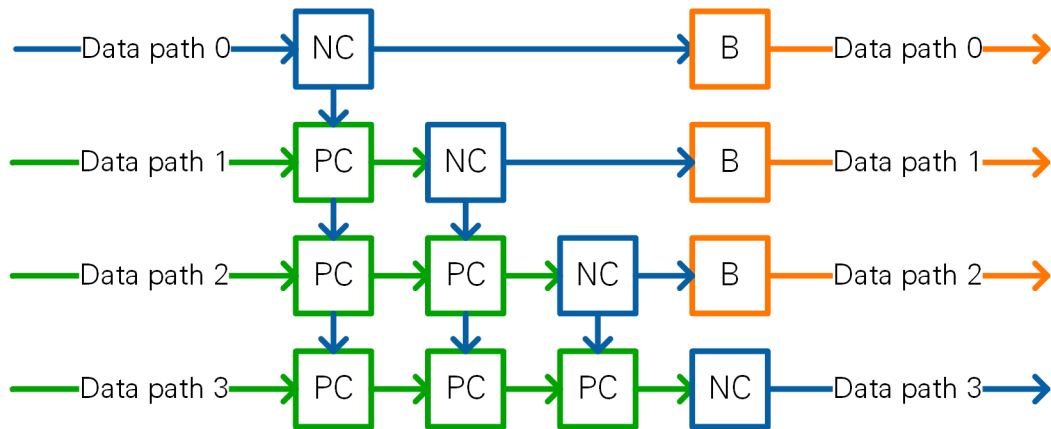 Data path 0 NC B Data path 0
Data path 1 PC NC B Data path 1
Data path 2 PC PC NC B Data path 2
Data path 3 PC PC PC NC Data path 3